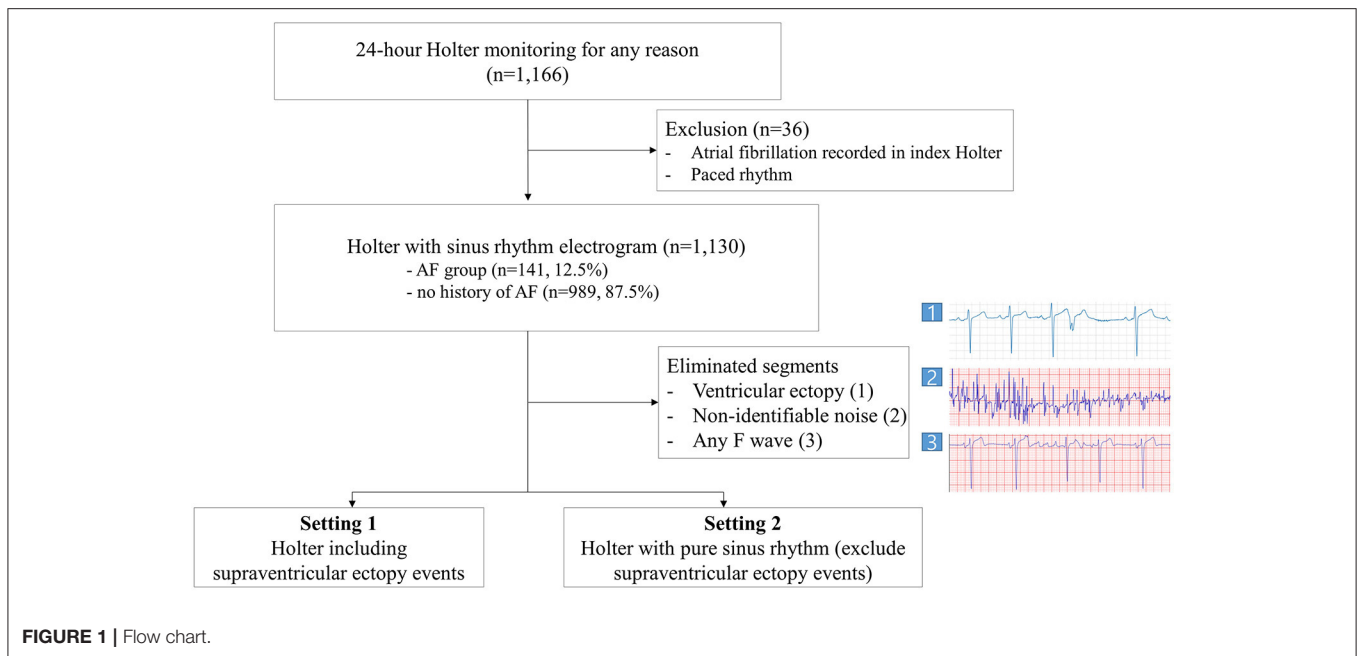 24-hour Holter monitoring for any reason
(n=1,166)
Exclusion (n=36)
- Atrial fibrillation recorded in index Holter
- Paced rhythm
Holter with sinus rhythm electrogram (n=1,130)
- AF group (n=141, 12.5%)
- no history of AF (n=989, 87.5%)
Eliminated segments
- Ventricular ectopy (1)
- Non-identifiable noise (2)
- Any F wave (3)
1
2
3
Setting 1
Holter including
supraventricular ectopy events
Setting 2
Holter with pure sinus rhythm (exclude
supraventricular ectopy events)
FIGURE 1 | Flow chart.